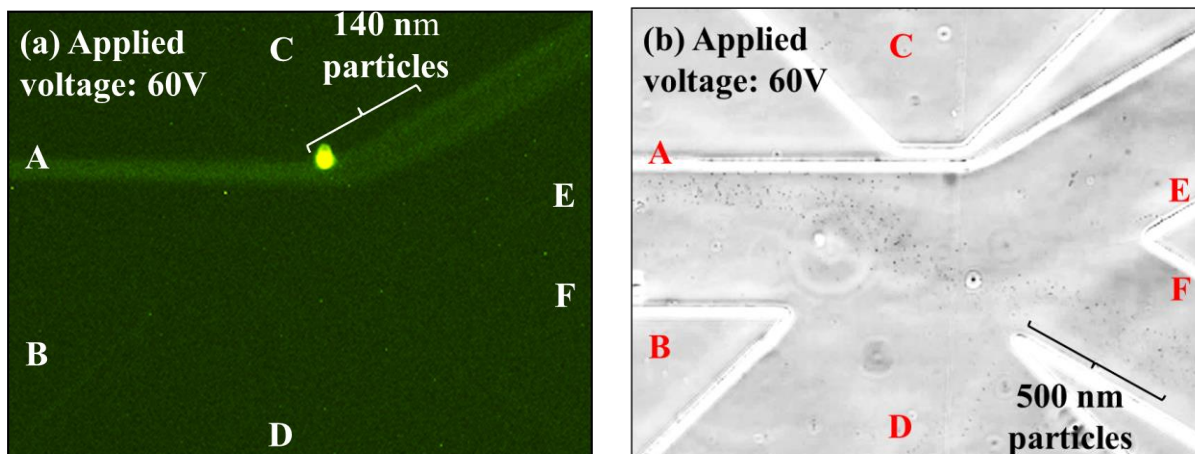 (a) Applied
voltage: 60V
C
140 nm
particles
A
E
F
B
D
(b) Applied
voltage: 60V
C
A
E
F
B
D
500 nm
particles